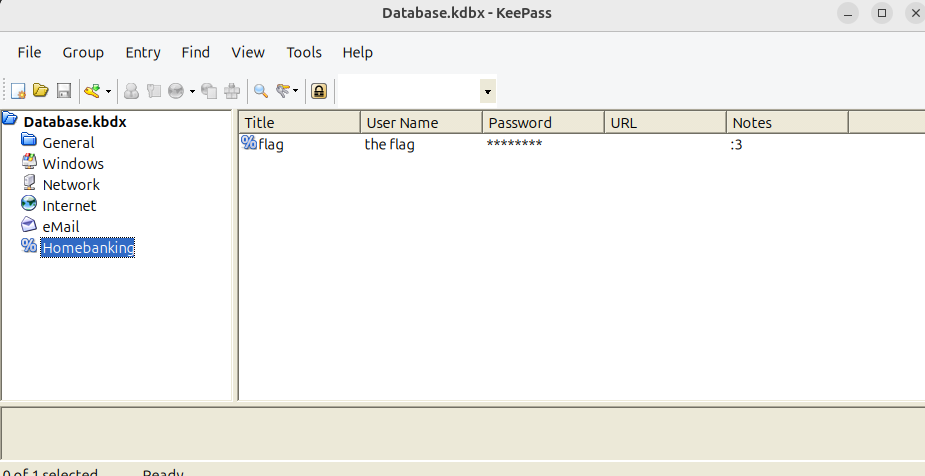 Database.kdbx - KeePass
File Group Entry Find View Tools Help
Database.kbdx
General
Windows
Network
Internet
eMail
Homebanking
Title User Name Password URL Notes
flag the flag ******** :3
0 of 1 selected Ready